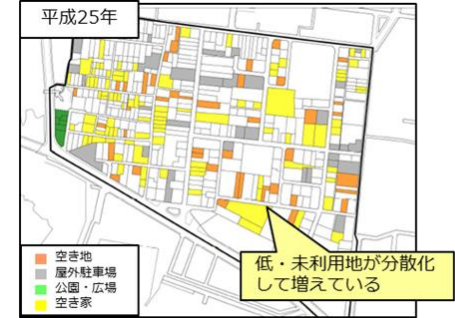 平成25年
空き地
屋外駐車場
公園・広場
空き家
低・未利用地が分散化
して増えている